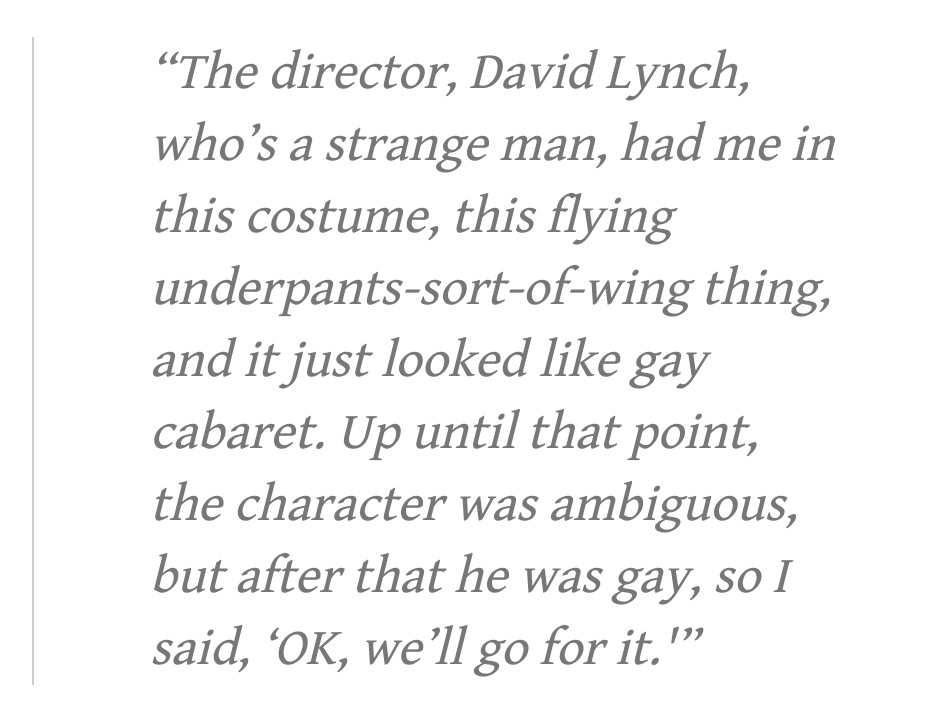 “The director, David Lynch,
who’s a strange man, had me in
this costume, this flying
underpants-sort-of-wing thing,
and it just looked like gay
cabaret. Up until that point,
the character was ambiguous,
but after that he was gay, so I
said, ‘OK, we’ll go for it.'”